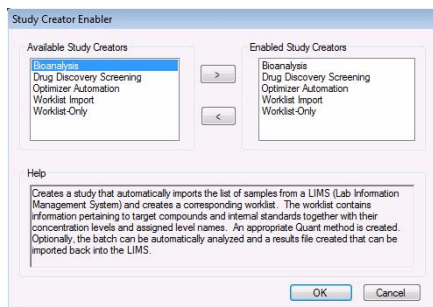 Study Creator Enabler
Available Study Creators
Bioanalysis
Drug Discovery Screening
Optimizer Automation
Worklist Import
Worklist-Only
>
<
Enabled Study Creators
Bioanalysis
Drug Discovery Screening
Optimizer Automation
Worklist Import
Worklist-Only
Help
Creates a study that automatically imports the list of samples from a LIMS (Lab Information
Management System) and creates a corresponding worklist. The worklist contains
information pertaining to target compounds and internal standards together with their
concentration levels and assigned level names. An appropriate Quant method is created.
Optionally, the batch can be automatically analyzed and a results file created that can be
imported back into the LIMS.
OK
Cancel